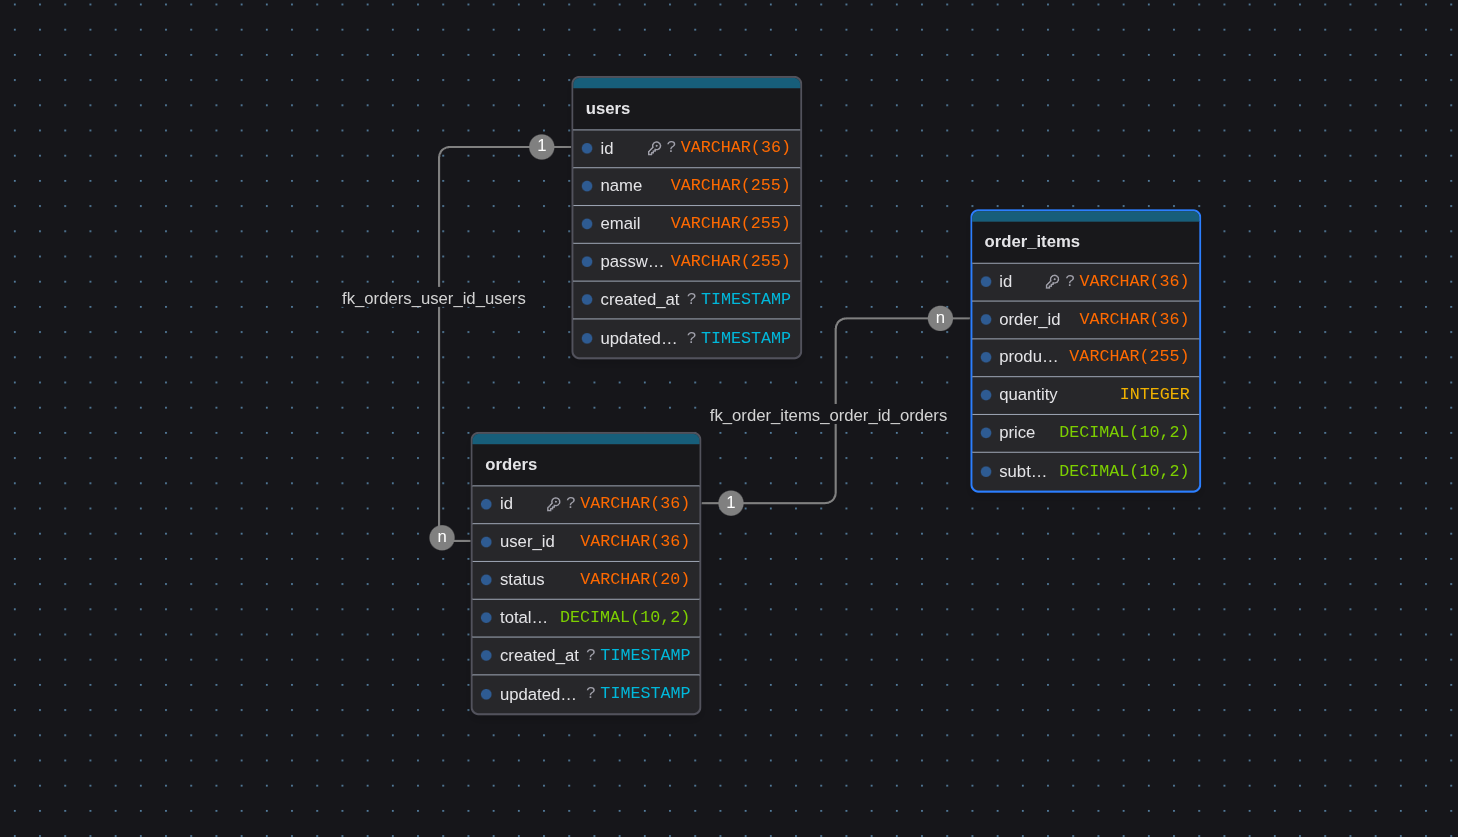 users
id ? VARCHAR(36)
name VARCHAR(255)
email VARCHAR(255)
passw... VARCHAR(255)
created_at ? TIMESTAMP
updated... ? TIMESTAMP
1
fk_orders_user_id_users
n
order_items
id ? VARCHAR(36)
order_id VARCHAR(36)
produ... VARCHAR(255)
quantity INTEGER
price DECIMAL(10,2)
subt... DECIMAL(10,2)
n
fk_order_items_order_id_orders
1
orders
id ? VARCHAR(36)
user_id VARCHAR(36)
status VARCHAR(20)
total... DECIMAL(10,2)
created_at ? TIMESTAMP
updated... ? TIMESTAMP